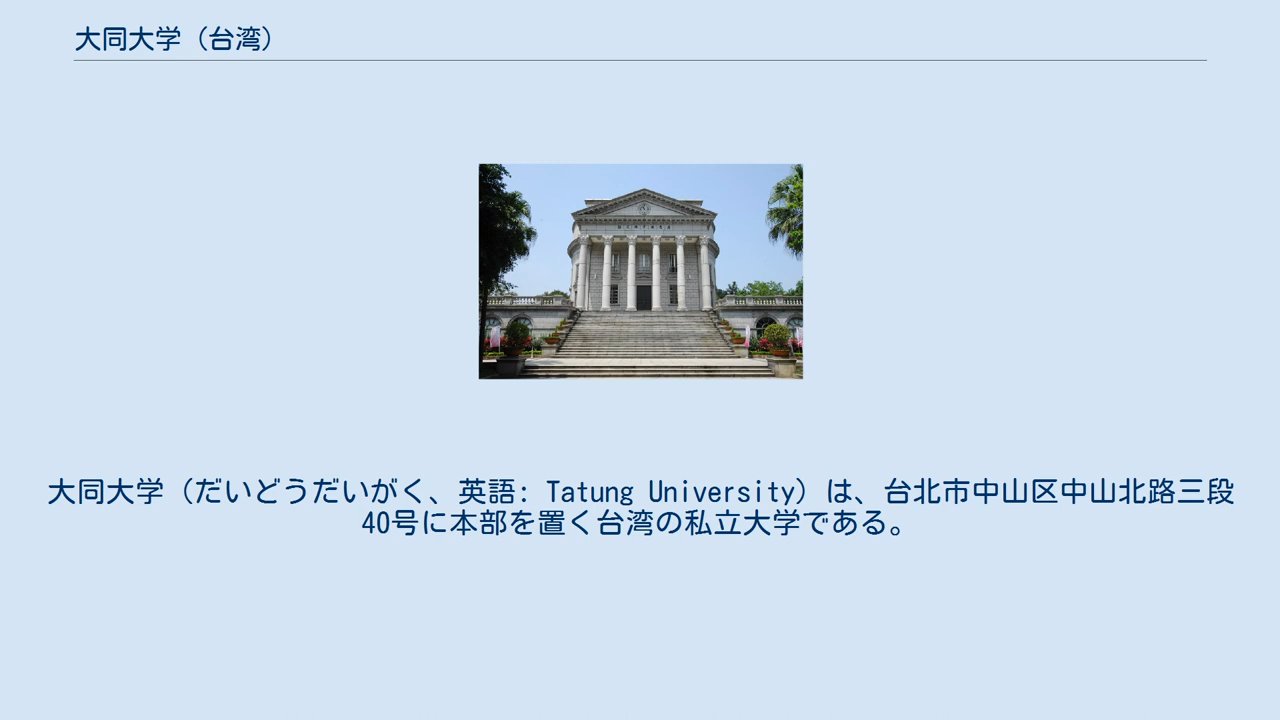 大同大学（台湾）
大同大学（だいどうだいがく、英語: Tatung University）は、台北市中山区中山北路三段
40号に本部を置く台湾の私立大学である。